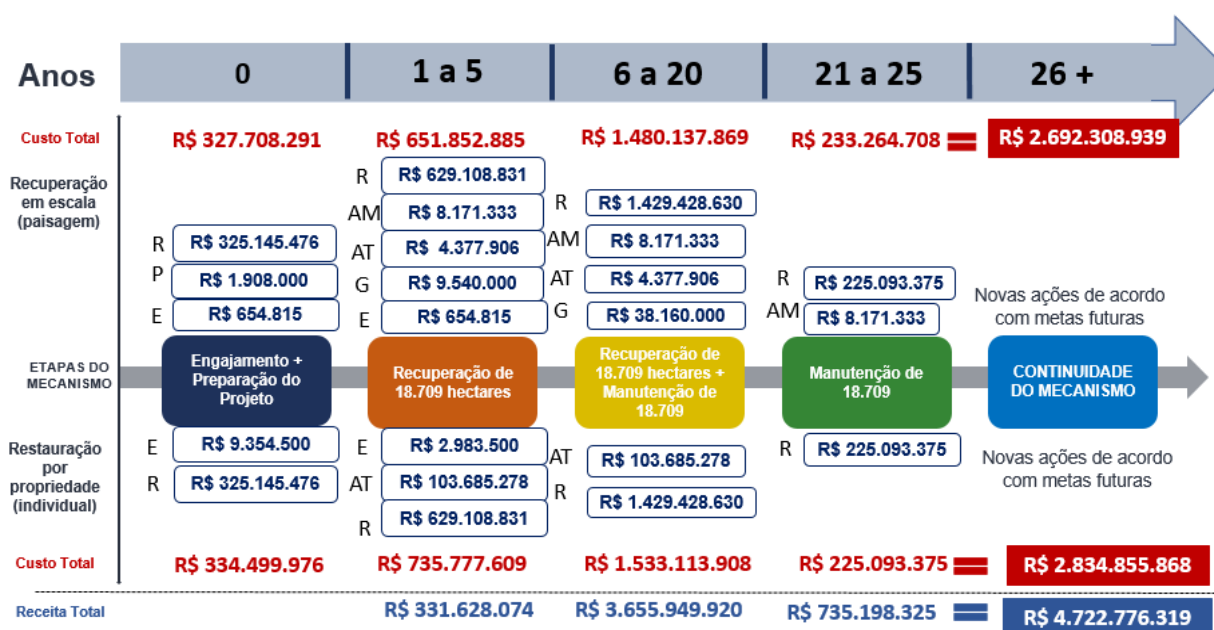 Anos
0
1 a 5
6 a 20
21 a 25
26 +
Custo Total
R$ 327.708.291
R$ 651.852.885
R$ 1.480.137.869
R$ 233.264.708 =
R$ 2.692.308.939
Recuperação
em escala
(paisagem)
R R$ 325.145.476
P R$ 1.908.000
E R$ 654.815
R R$ 629.108.831
AM R$ 8.171.333
AT R$ 4.377.906
G R$ 9.540.000
E R$ 654.815
R R$ 1.429.428.630
AM R$ 8.171.333
AT R$ 4.377.906
G R$ 38.160.000
R R$ 225.093.375
AM R$ 8.171.333
Novas ações de acordo
com metas futuras
ETAPAS DO
MECANISMO
Engajamento +
Preparação do
Projeto
Recuperação de
18.709 hectares
Recuperação de
18.709 hectares +
Manutenção de
18.709
Manutenção de
18.709
CONTINUIDADE
DO MECANISMO
Restauração
por
propriedade
(individual)
E R$ 9.354.500
R R$ 325.145.476
E R$ 2.983.500
AT R$ 103.685.278
R R$ 629.108.831
AT R$ 103.685.278
R R$ 1.429.428.630
R R$ 225.093.375
Novas ações de acordo
com metas futuras
Custo Total
R$ 334.499.976
R$ 735.777.609
R$ 1.533.113.908
R$ 225.093.375 =
R$ 2.834.855.868
Receita Total
R$ 331.628.074
R$ 3.655.949.920
R$ 735.198.325 =
R$ 4.722.776.319